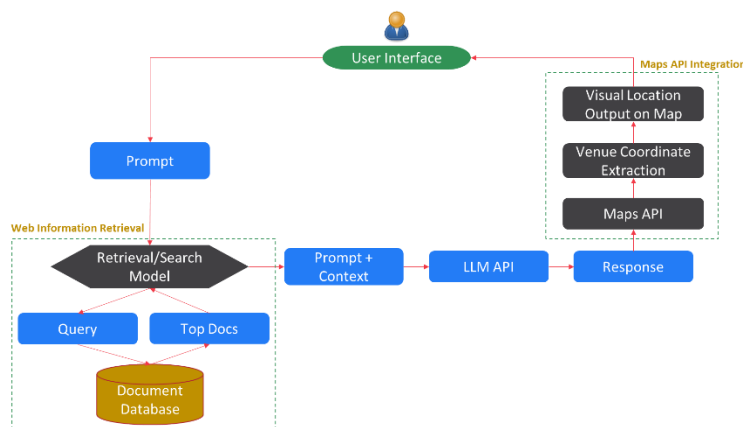 User Interface
Maps API Integration
Visual Location
Output on Map
Venue Coordinate
Extraction
Prompt
Maps API
Web Information Retrieval
Retrieval/Search
Model
Prompt +
Context
LLM API
Response
Query
Top Docs
Document
Database